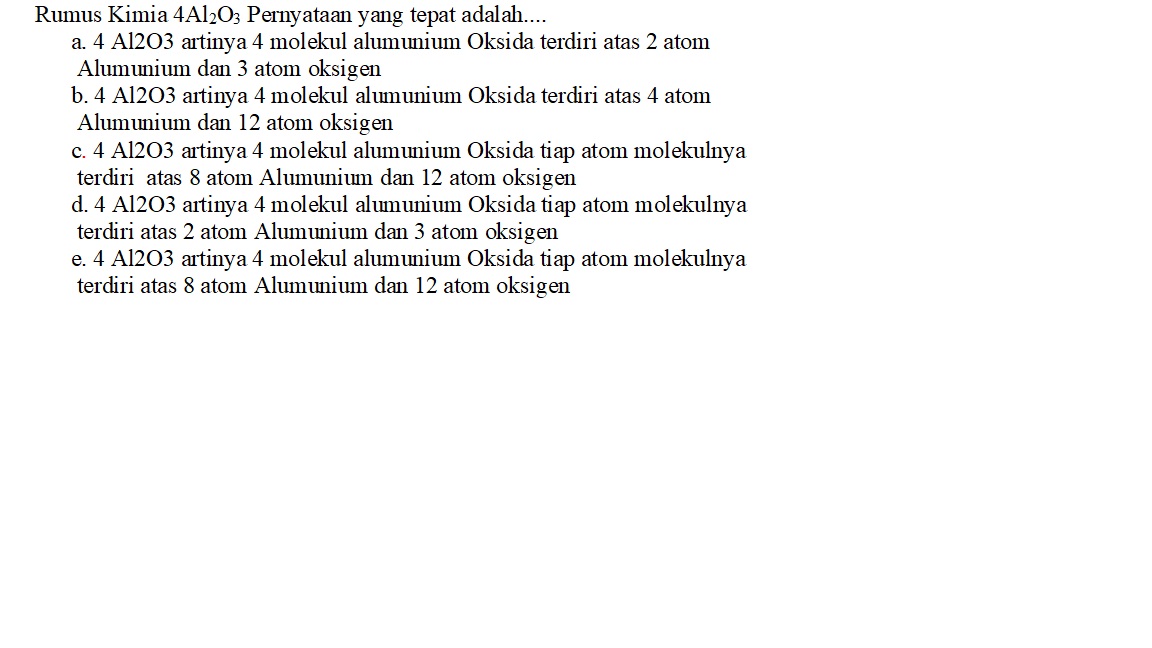 Rumus Kimia 4Al₂O₃ Pernyataan yang tepat adalah....
a. 4 Al2O3 artinya 4 molekul alumunium Oksida terdiri atas 2 atom
Alumunium dan 3 atom oksigen
b. 4 Al2O3 artinya 4 molekul alumunium Oksida terdiri atas 4 atom
Alumunium dan 12 atom oksigen
c. 4 Al2O3 artinya 4 molekul alumunium Oksida tiap atom molekulnya
terdiri  atas 8 atom Alumunium dan 12 atom oksigen
d. 4 Al2O3 artinya 4 molekul alumunium Oksida tiap atom molekulnya
terdiri atas 2 atom Alumunium dan 3 atom oksigen
e. 4 Al2O3 artinya 4 molekul alumunium Oksida tiap atom molekulnya
terdiri atas 8 atom Alumunium dan 12 atom oksigen